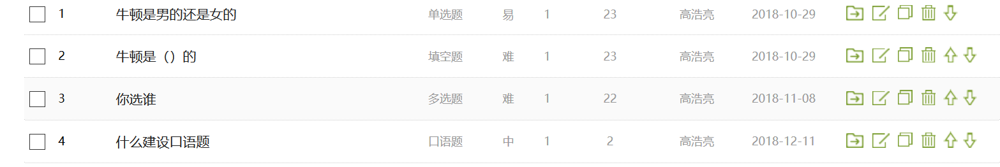 1 牛顿是男的还是女的 单选题 易 1 23 高浩亮 2018-10-29
2 牛顿是（）的 填空题 难 1 23 高浩亮 2018-10-29
3 你选谁 多选题 难 1 22 高浩亮 2018-11-08
4 什么建设口语题 口语题 中 1 2 高浩亮 2018-12-11